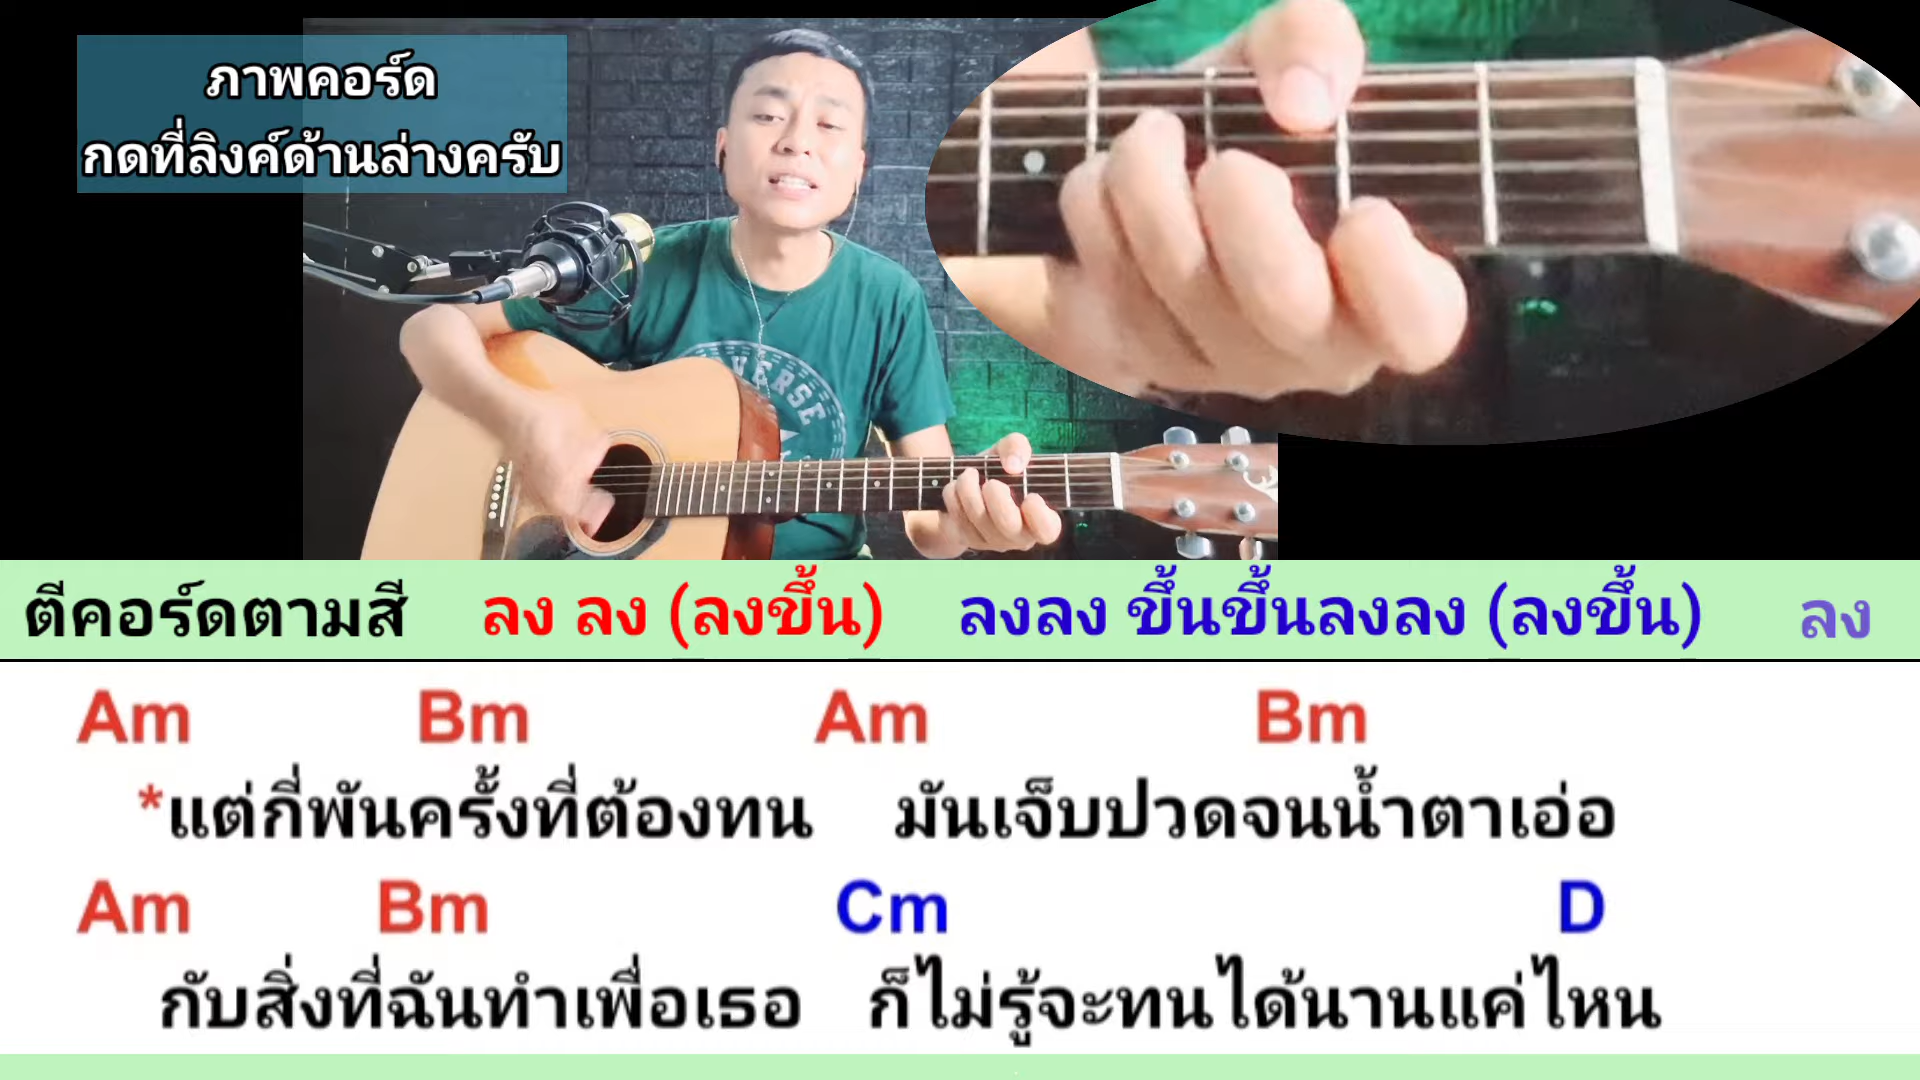 ภาพคอร์ด
กดที่ลิงค์ด้านล่างครับ
VERSE
ตีคอร์ดตามสี ลง ลง (ลงขึ้น) ลงลง ขึ้นขึ้นลงลง (ลงขึ้น) ลง
Am Bm Am Bm
*แต่กี่พันครั้งที่ต้องทน มันเจ็บปวดจนน้ำตาเอ่อ
Am Bm Cm D
กับสิ่งที่ฉันทำเพื่อเธอ ก็ไม่รู้จะทนได้นานแค่ไหน